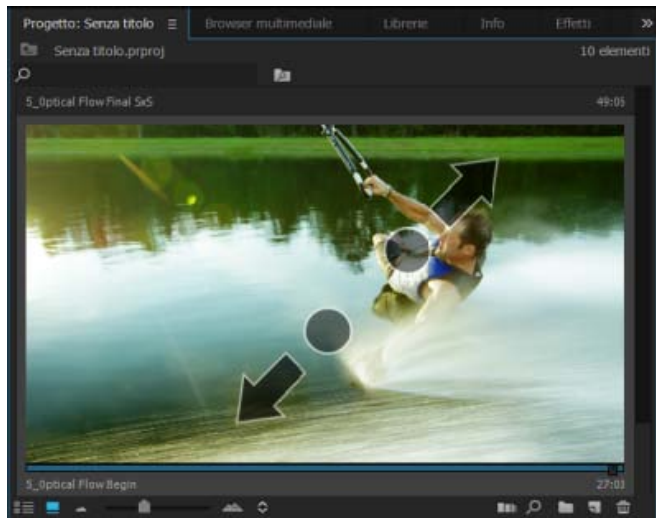 Progetto: Senza titolo Browser multimediale Librerie Info Effetti
Senza titolo.prproj 10 elementi
5_Optical Flow Final SxS 49:05
5_Optical Flow Begin 27:03